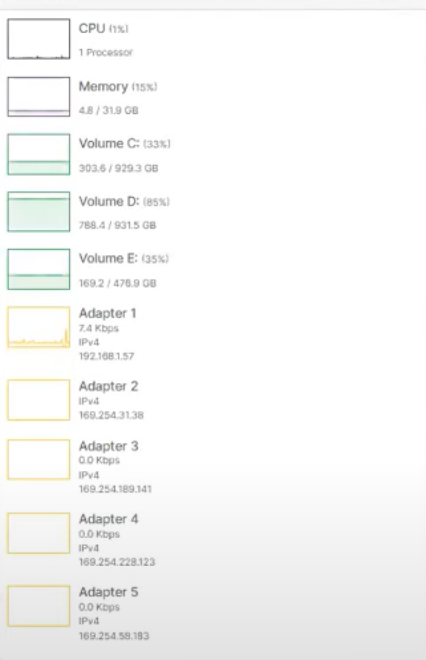 CPU (1%)
1 Processor
Memory (15%)
4.8 / 31.9 GB
Volume C: (33%)
303.6 / 929.3 GB
Volume D: (85%)
788.4 / 931.5 GB
Volume E: (35%)
169.2 / 476.9 GB
Adapter 1
7.4 Kbps
IPv4
192.168.1.57
Adapter 2
IPv4
169.254.31.38
Adapter 3
0.0 Kbps
IPv4
169.254.189.141
Adapter 4
0.0 Kbps
IPv4
169.254.228.123
Adapter 5
0.0 Kbps
IPv4
169.254.59.183